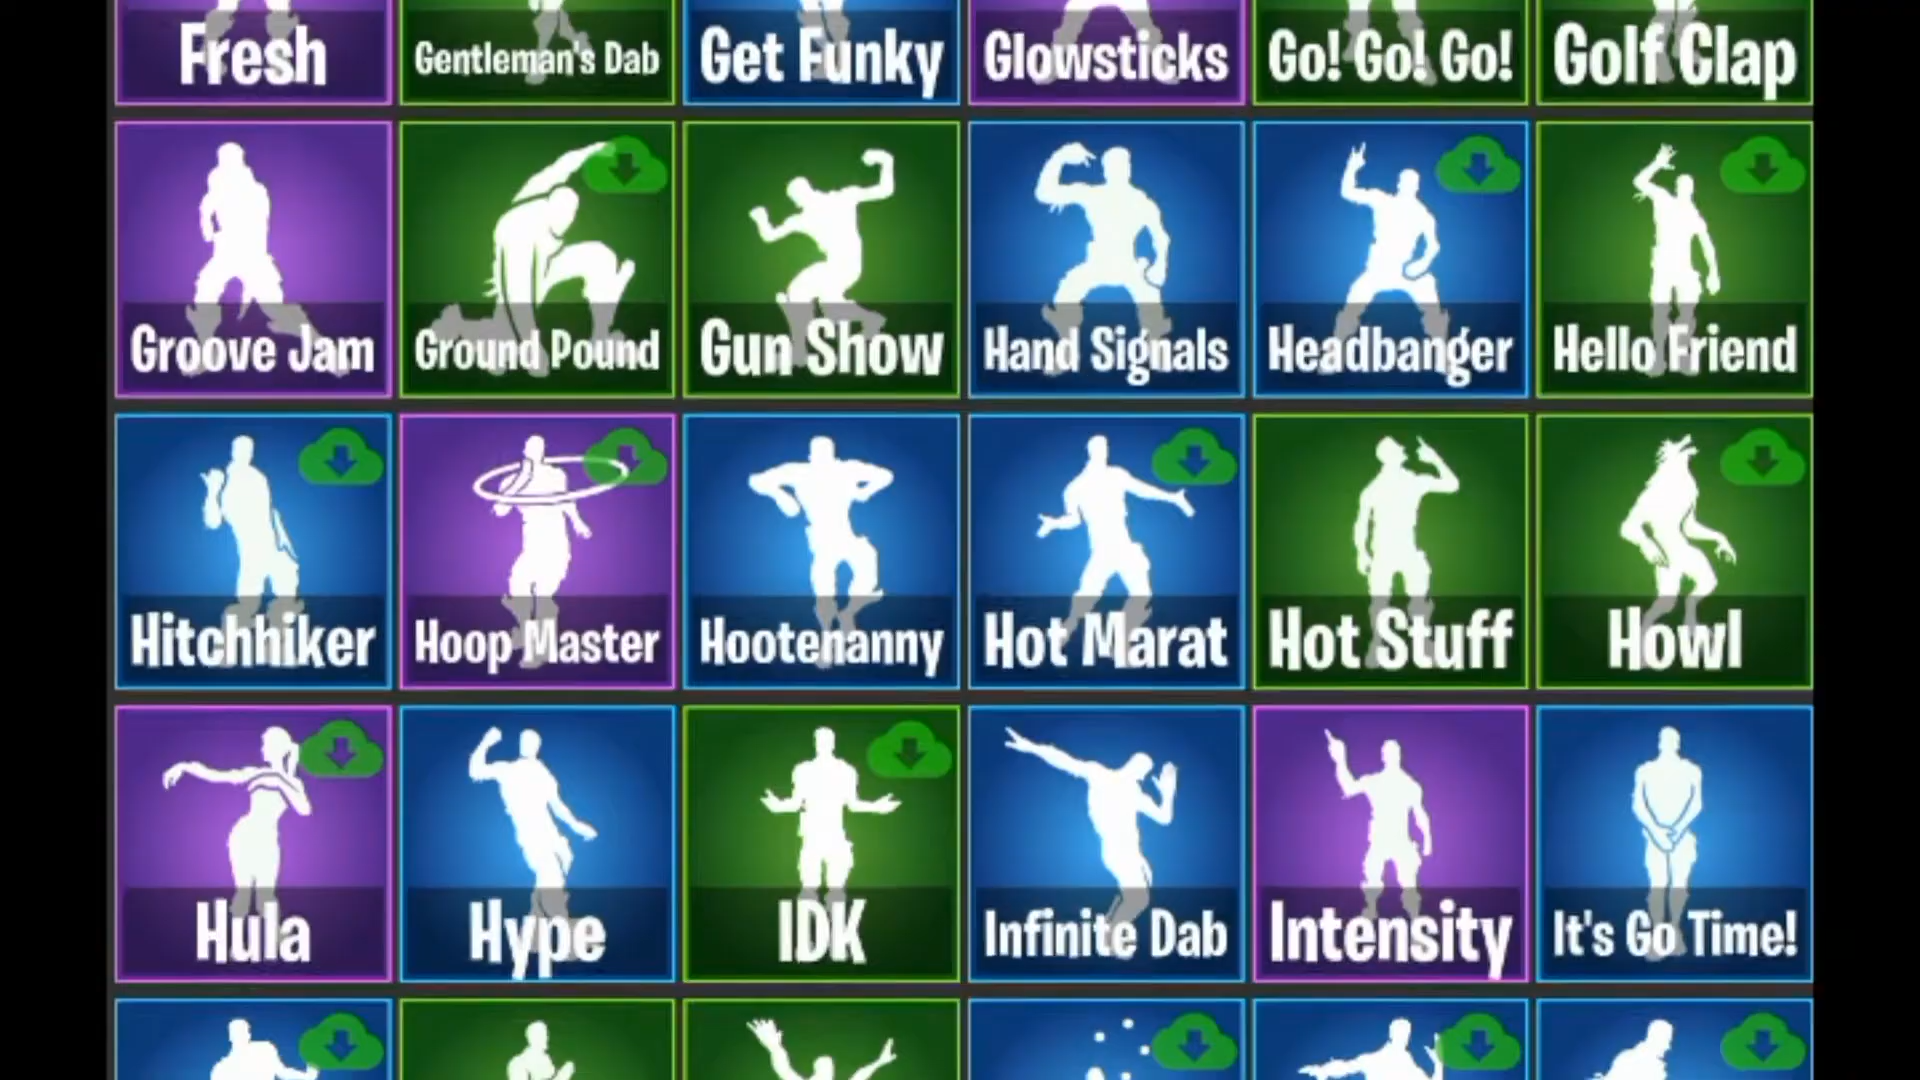 Fresh
Gentleman's Dab
Get Funky
Glowsticks
Go! Go! Go!
Golf Clap
Groove Jam
Ground Pound
Gun Show
Hand Signals
Headbanger
Hello Friend
Hitchhiker
Hoop Master
Hootenanny
Hot Marat
Hot Stuff
Howl
Hula
Hype
IDK
Infinite Dab
Intensity
It's Go Time!